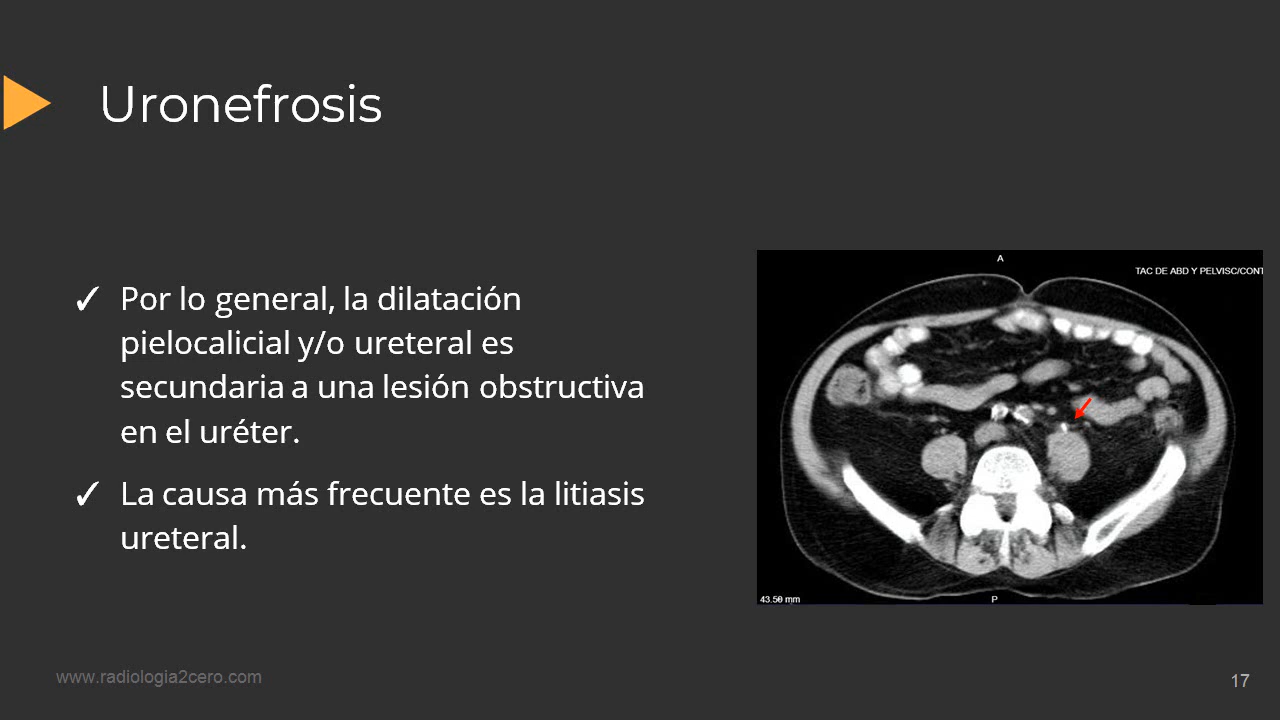 Uronefrosis
✓ Por lo general, la dilatación
pielocalicial y/o ureteral es
secundaria a una lesión obstructiva
en el uréter.
✓ La causa más frecuente es la litiasis
ureteral.
A
TAC DE ABD Y PELVISC/CONT
43.50 mm
P
www.radiologia2cero.com
17